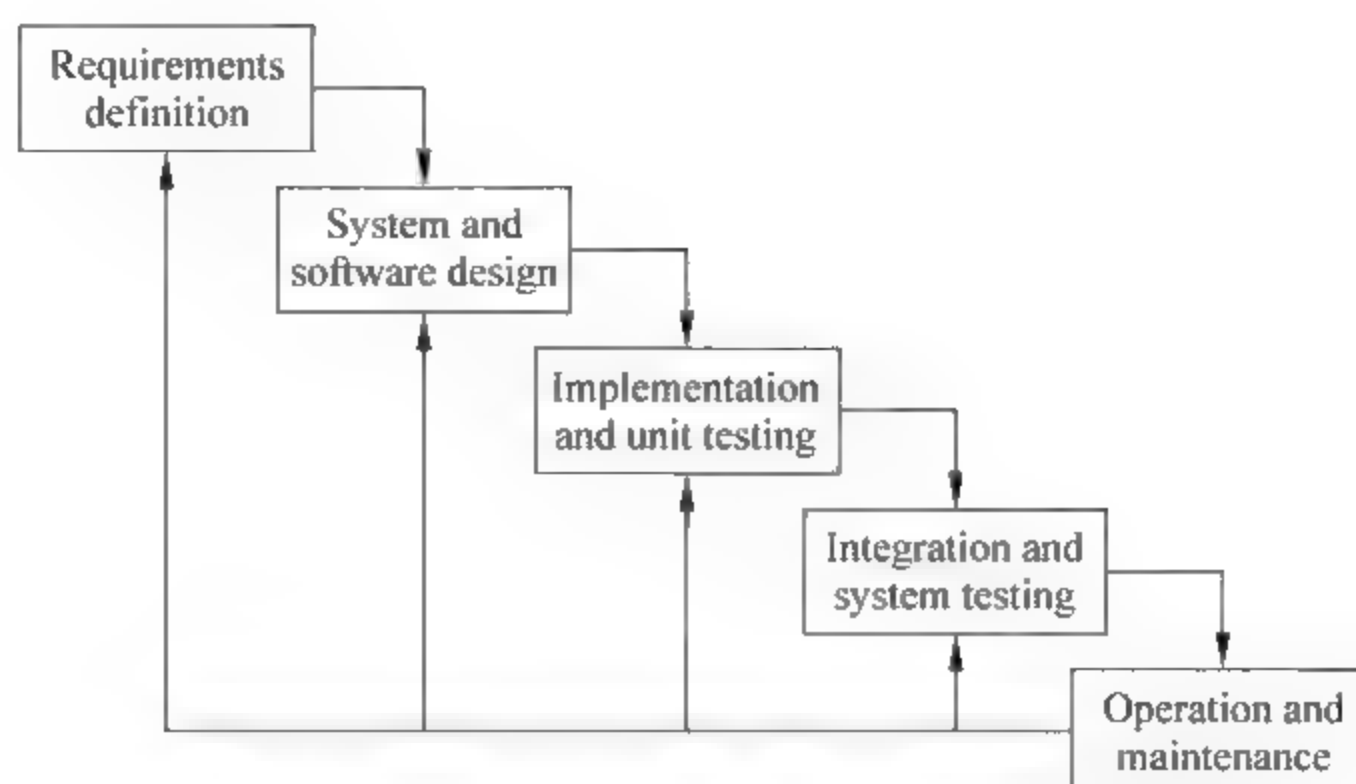 Requirements
definition
System and
software design
Implementation
and unit testing
Integration and
system testing
Operation and
maintenance